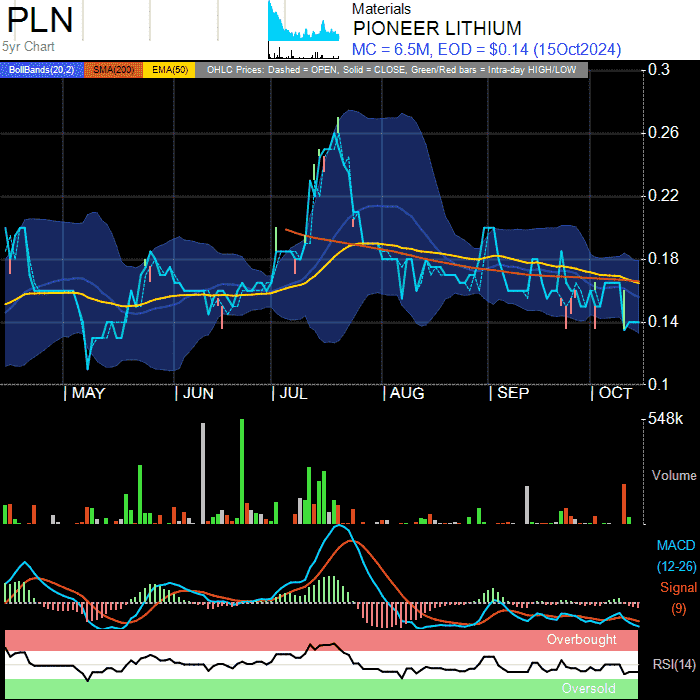 PLN
5yr Chart
Materials
PIONEER LITHIUM
MC = 6.5M, EOD = $0.14 (15Oct2024)
BollBands(20,2) SMA(200) EMA(50) OHLC Prices: Dashed = OPEN, Solid = CLOSE, Green/Red bars = Intra-day HIGH/LOW
0.3
0.26
0.22
0.18
0.14
0.1
| MAY | JUN | JUL | AUG | SEP | OCT
548k
Volume
MACD
(12-26)
Signal
(9)
Overbought
RSI(14)
Oversold